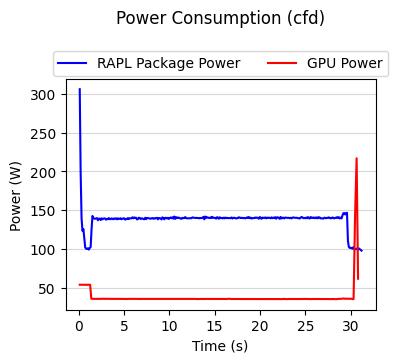 Power Consumption (cfd)
RAPL Package Power GPU Power
300
250
200
150
100
50
Power (W)
0 5 10 15 20 25 30
Time (s)